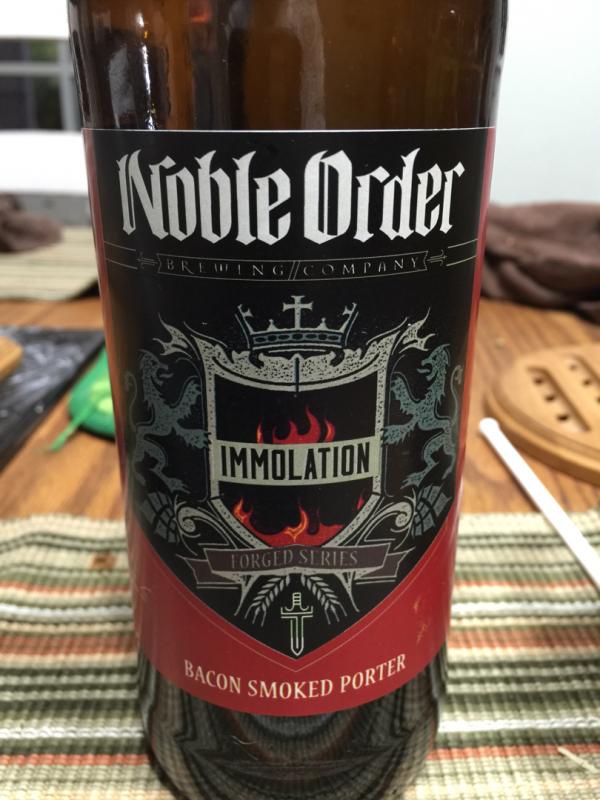 Noble Order
BREWING//COMPANY
IMMOLATION
FORGED SERIES
BACON SMOKED PORTER